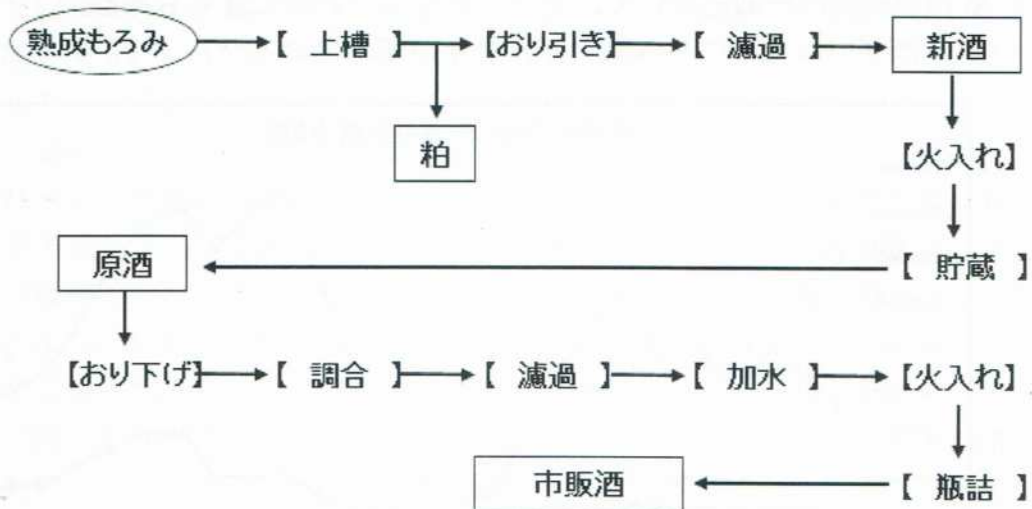 熟成もろみ 【 上槽 】 【おり引き】 【 濾過 】 新酒
粕 【火入れ】
原酒 【 貯蔵 】
【おり下げ】 【 調合 】 【 濾過 】 【 加水 】 【火入れ】
市販酒 【 瓶詰 】